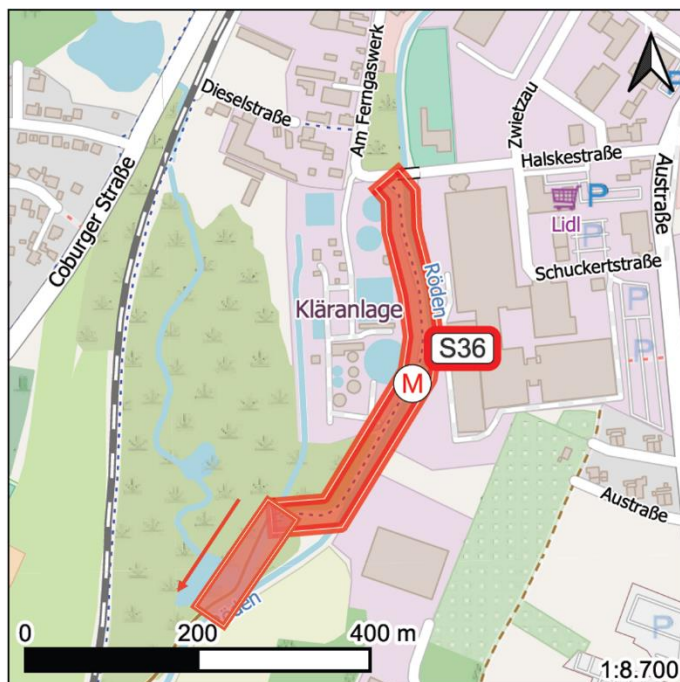 Dieselstraße
Am Ferngaswerk
Zwietzau
Halskestraße
P
Coburger Straße
Lidl
P
Austraße
Schuckertstraße
Röden
P
Kläranlage
S36
P
M
Austraße
P
0 200 400 m
1:8.700